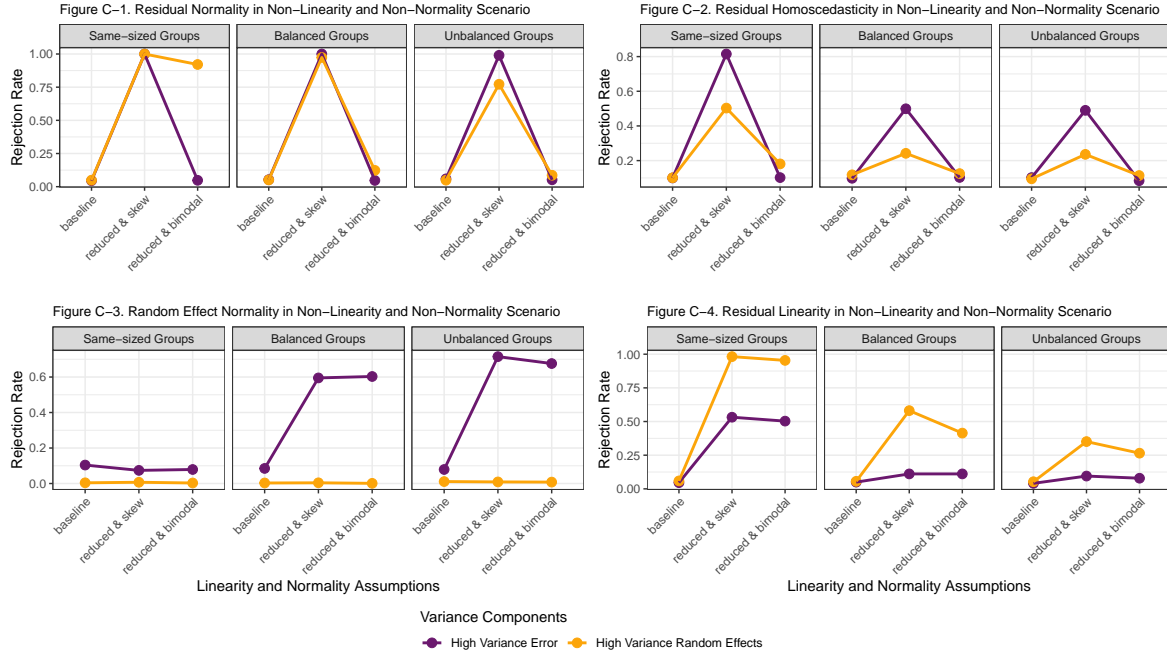 Figure C−1. Residual Normality in Non−Linearity and Non−Normality Scenario
Same−sized Groups
Balanced Groups
Unbalanced Groups
Rejection Rate
1.00
0.75
0.50
0.25
0.00
baseline
reduced & skew
reduced & bimodal
baseline
reduced & skew
reduced & bimodal
baseline
reduced & skew
reduced & bimodal
Figure C−2. Residual Homoscedasticity in Non−Linearity and Non−Normality Scenario
Same−sized Groups
Balanced Groups
Unbalanced Groups
Rejection Rate
0.8
0.6
0.4
0.2
baseline
reduced & skew
reduced & bimodal
baseline
reduced & skew
reduced & bimodal
baseline
reduced & skew
reduced & bimodal
Figure C−3. Random Effect Normality in Non−Linearity and Non−Normality Scenario
Same−sized Groups
Balanced Groups
Unbalanced Groups
Rejection Rate
0.6
0.4
0.2
0.0
baseline
reduced & skew
reduced & bimodal
baseline
reduced & skew
reduced & bimodal
baseline
reduced & skew
reduced & bimodal
Linearity and Normality Assumptions
Figure C−4. Residual Linearity in Non−Linearity and Non−Normality Scenario
Same−sized Groups
Balanced Groups
Unbalanced Groups
Rejection Rate
1.00
0.75
0.50
0.25
0.00
baseline
reduced & skew
reduced & bimodal
baseline
reduced & skew
reduced & bimodal
baseline
reduced & skew
reduced & bimodal
Linearity and Normality Assumptions
Variance Components
High Variance Error
High Variance Random Effects